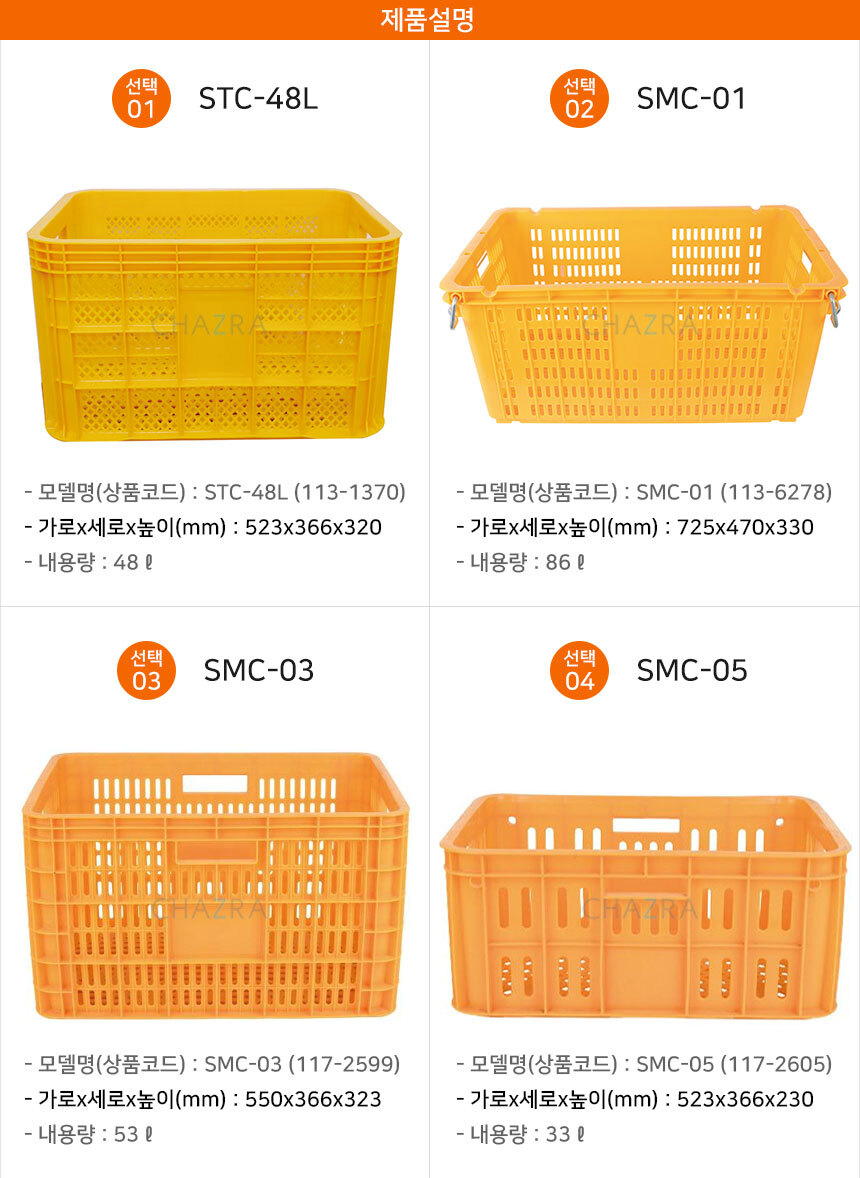 제품설명
선택
01
STC-48L
선택
02
SMC-01
CHAZRA
CHAZRA
- 모델명(상품코드) : STC-48L (113-1370)
- 가로x세로x높이(mm) : 523x366x320
- 내용량 : 48 ℓ
- 모델명(상품코드) : SMC-01 (113-6278)
- 가로x세로x높이(mm) : 725x470x330
- 내용량 : 86 ℓ
선택
03
SMC-03
선택
04
SMC-05
CHAZRA
CHAZRA
- 모델명(상품코드) : SMC-03 (117-2599)
- 가로x세로x높이(mm) : 550x366x323
- 내용량 : 53 ℓ
- 모델명(상품코드) : SMC-05 (117-2605)
- 가로x세로x높이(mm) : 523x366x230
- 내용량 : 33 ℓ